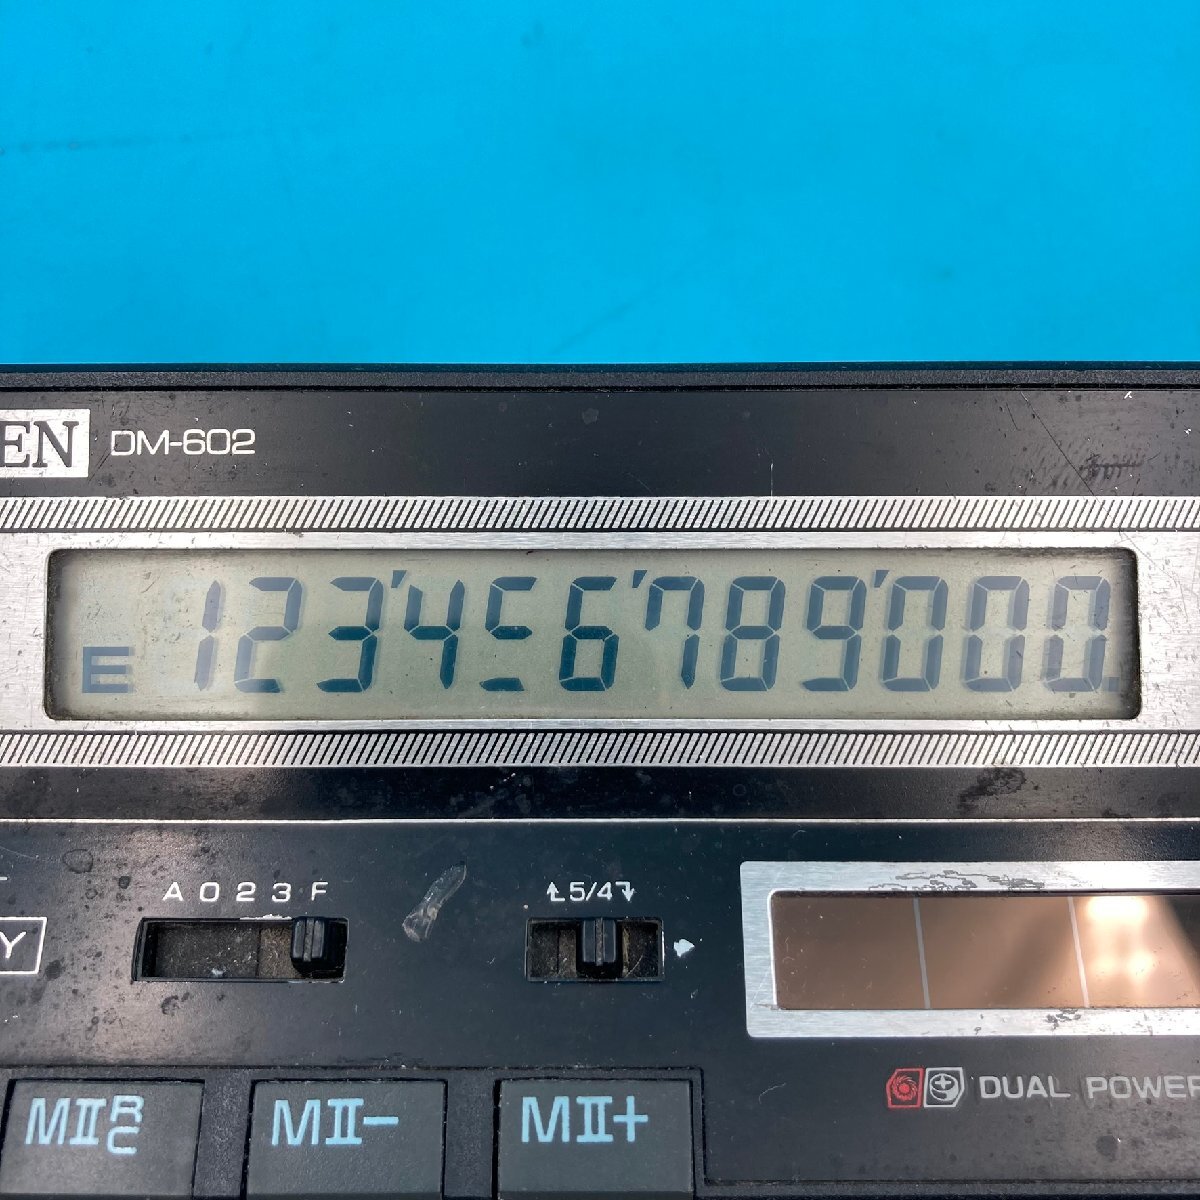 EN DM-602
E 123'456'789'000.
A 0 2 3 F
5/4
Y
MII R C
MII-
MII+
DUAL POWER